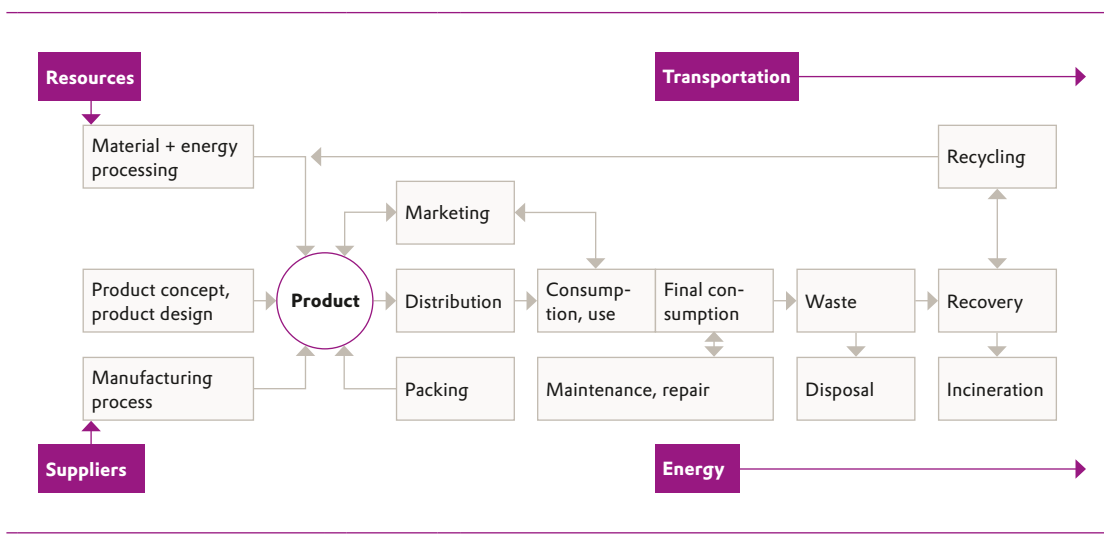 Resources
Transportation
Material + energy
processing
Recycling
Marketing
Product concept,
product design
Product
Distribution
Consump-
tion, use
Final con-
sumption
Waste
Recovery
Manufacturing
process
Packing
Maintenance, repair
Disposal
Incineration
Suppliers
Energy